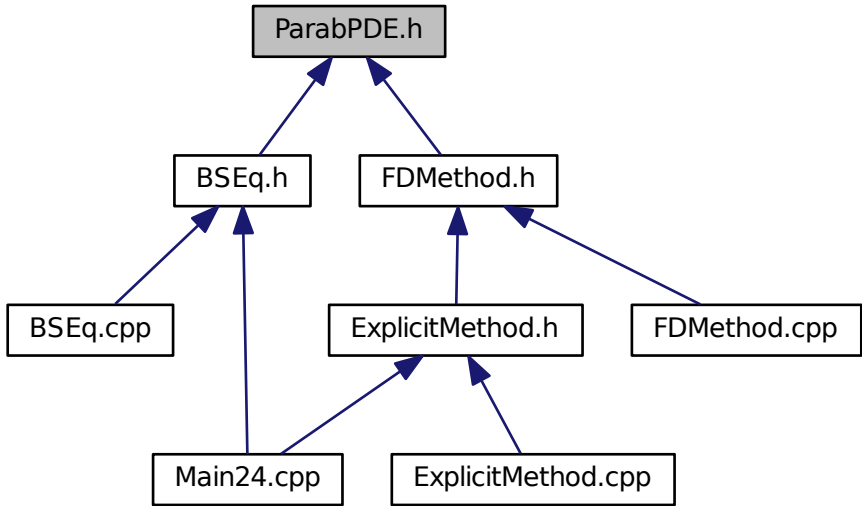 ParabPDE.h
BSEq.h
FDMethod.h
BSEq.cpp
ExplicitMethod.h
FDMethod.cpp
Main24.cpp
ExplicitMethod.cpp